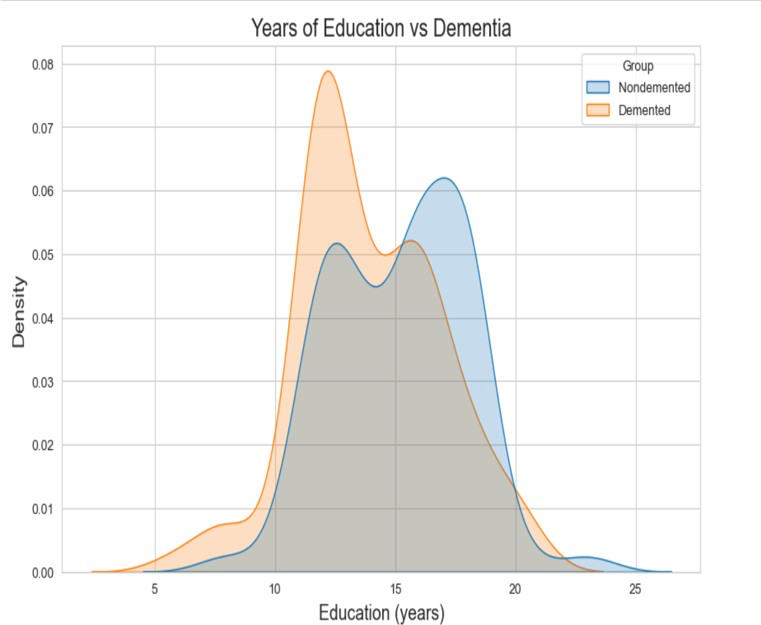 Years of Education vs Dementia
Group
Nondemented
Demented
0.08
0.07
0.06
0.05
0.04
0.03
0.02
0.01
0.00
Density
5 10 15 20 25
Education (years)